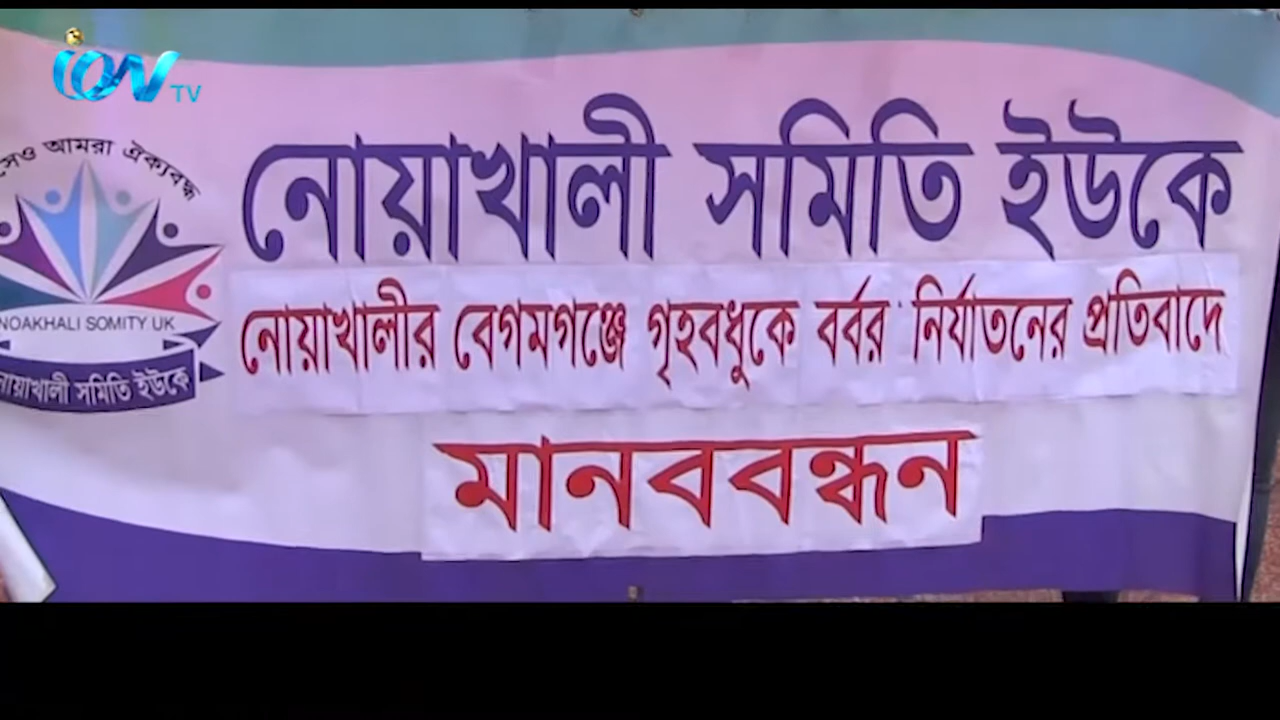 iON TV
আমরা ঐক্যবদ্ধ
নোয়াখালী সমিতি ইউকে
নোয়াখালীর বেগমগঞ্জে গৃহবধুকে বর্বর নির্যাতনের প্রতিবাদে
NOAKHALI SOMITY UK
সমিতি ইউকে
মানববন্ধন